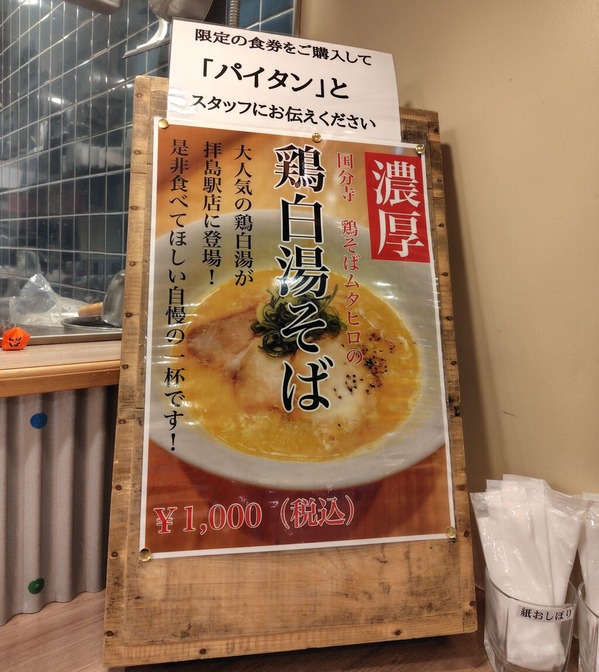 限定の食券をご購入して
「パイタン」と
スタッフにお伝えください
濃厚
国分寺 鶏そばムタヒロの
鶏白湯そば
大人気の鶏白湯が
拝島駅店に登場！
是非食べてほしい自慢の一杯です！
￥1,000（税込）
紙おしぼり